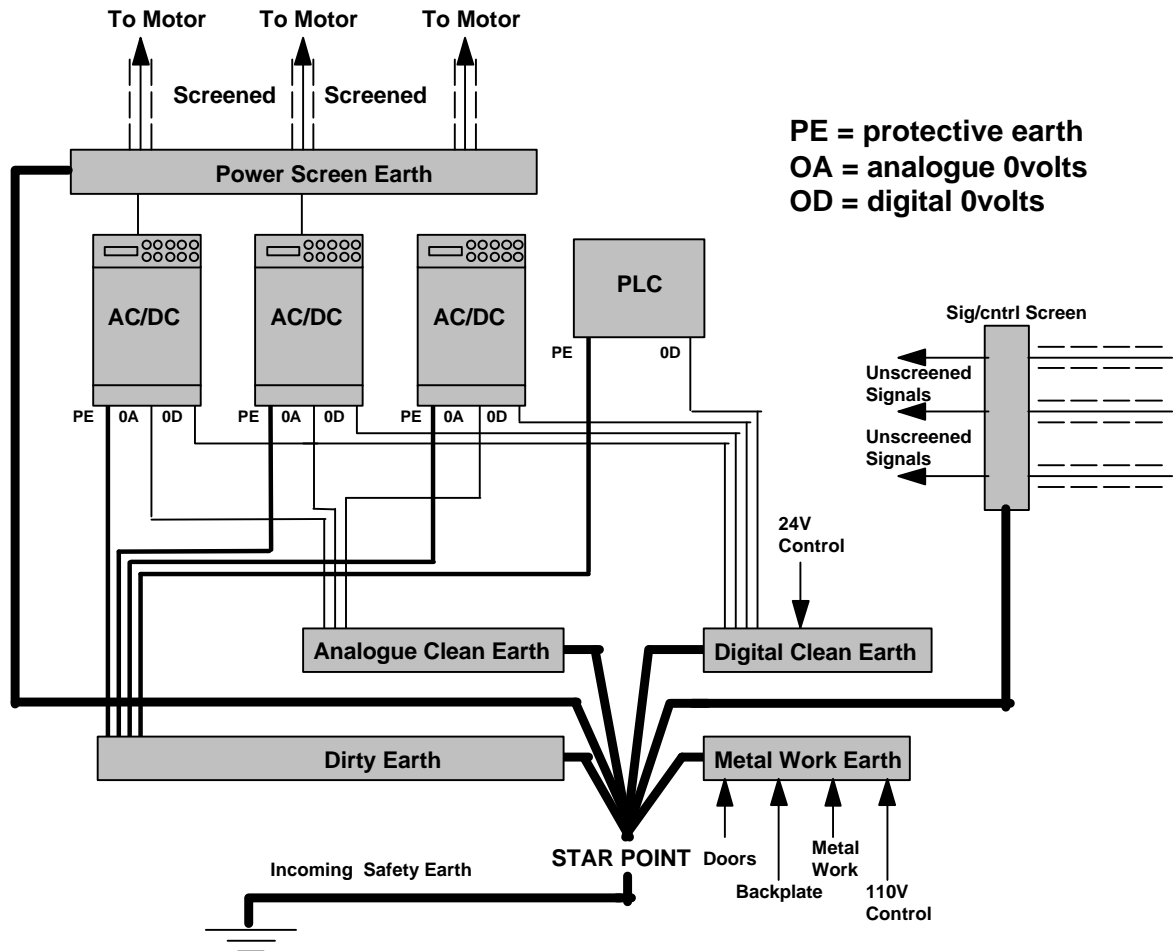 To Motor To Motor To Motor
Screened Screened
PE = protective earth
OA = analogue 0volts
OD = digital 0volts
Power Screen Earth
AC/DC AC/DC AC/DC
PLC
Sig/cntrl Screen
PE 0D
Unscreened
Signals
Unscreened
Signals
PE 0A 0D PE 0A 0D PE 0A 0D
24V
Control
Analogue Clean Earth
Digital Clean Earth
Dirty Earth
Metal Work Earth
STAR POINT
Doors
Backplate
Metal
Work
110V
Control
Incoming Safety Earth